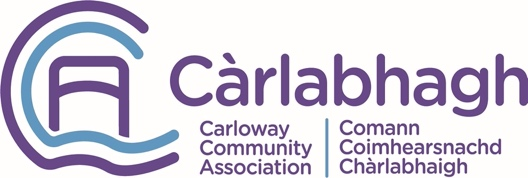 Càrlabhagh
Carloway
Community
Association
Comann
Coimhearsnachd
Chàrlabhaigh